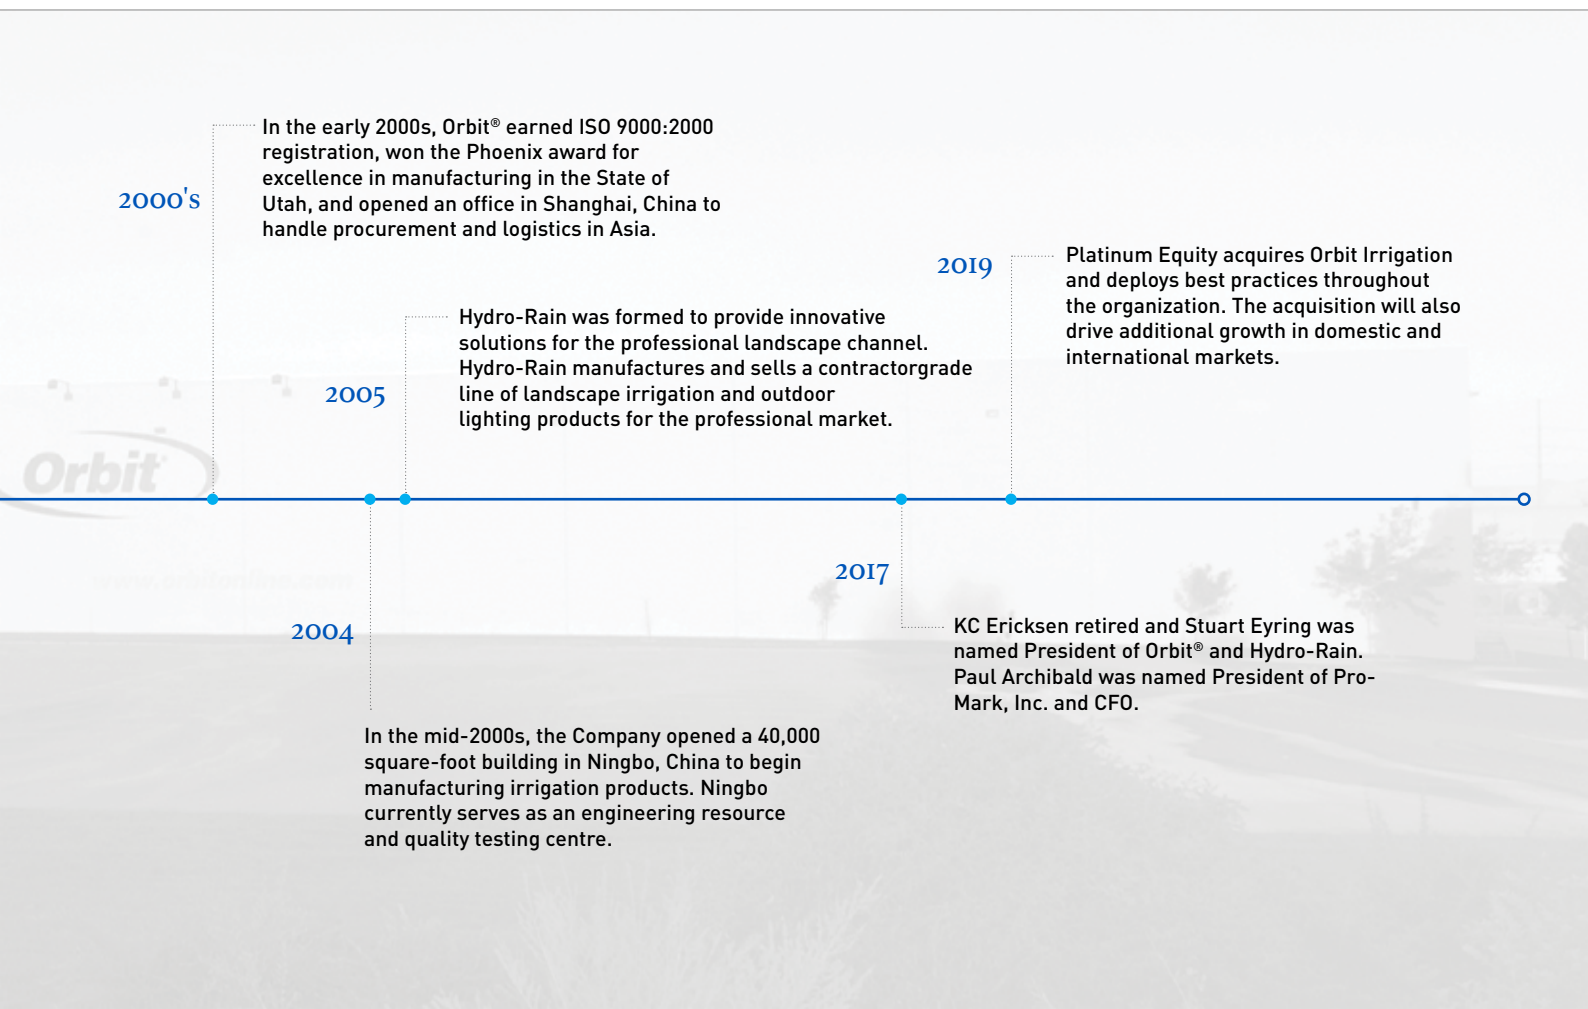 2000's
In the early 2000s, Orbit® earned ISO 9000:2000
registration, won the Phoenix award for
excellence in manufacturing in the State of
Utah, and opened an office in Shanghai, China to
handle procurement and logistics in Asia.
2005
Hydro-Rain was formed to provide innovative
solutions for the professional landscape channel.
Hydro-Rain manufactures and sells a contractorgrade
line of landscape irrigation and outdoor
lighting products for the professional market.
2019
Platinum Equity acquires Orbit Irrigation
and deploys best practices throughout
the organization. The acquisition will also
drive additional growth in domestic and
international markets.
Orbit
www.orbitonline.com
2004
In the mid-2000s, the Company opened a 40,000
square-foot building in Ningbo, China to begin
manufacturing irrigation products. Ningbo
currently serves as an engineering resource
and quality testing centre.
2017
KC Ericksen retired and Stuart Eyring was
named President of Orbit® and Hydro-Rain.
Paul Archibald was named President of Pro-
Mark, Inc. and CFO.